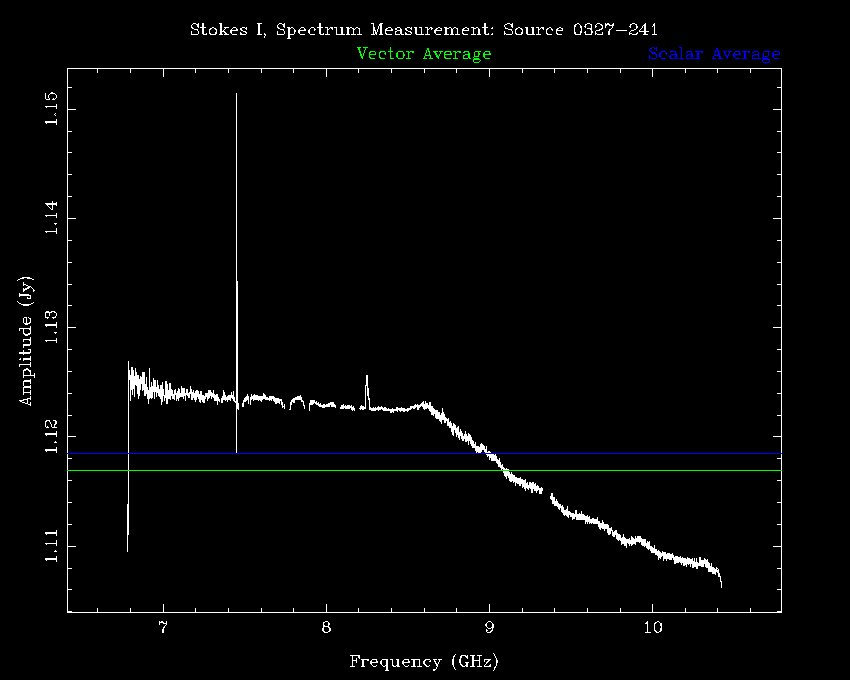 Stokes I, Spectrum Measurement: Source 0327-241
Vector Average
Scalar Average
1.15
1.14
1.13
1.12
1.11
Amplitude (Jy)
7
8
9
10
Frequency (GHz)